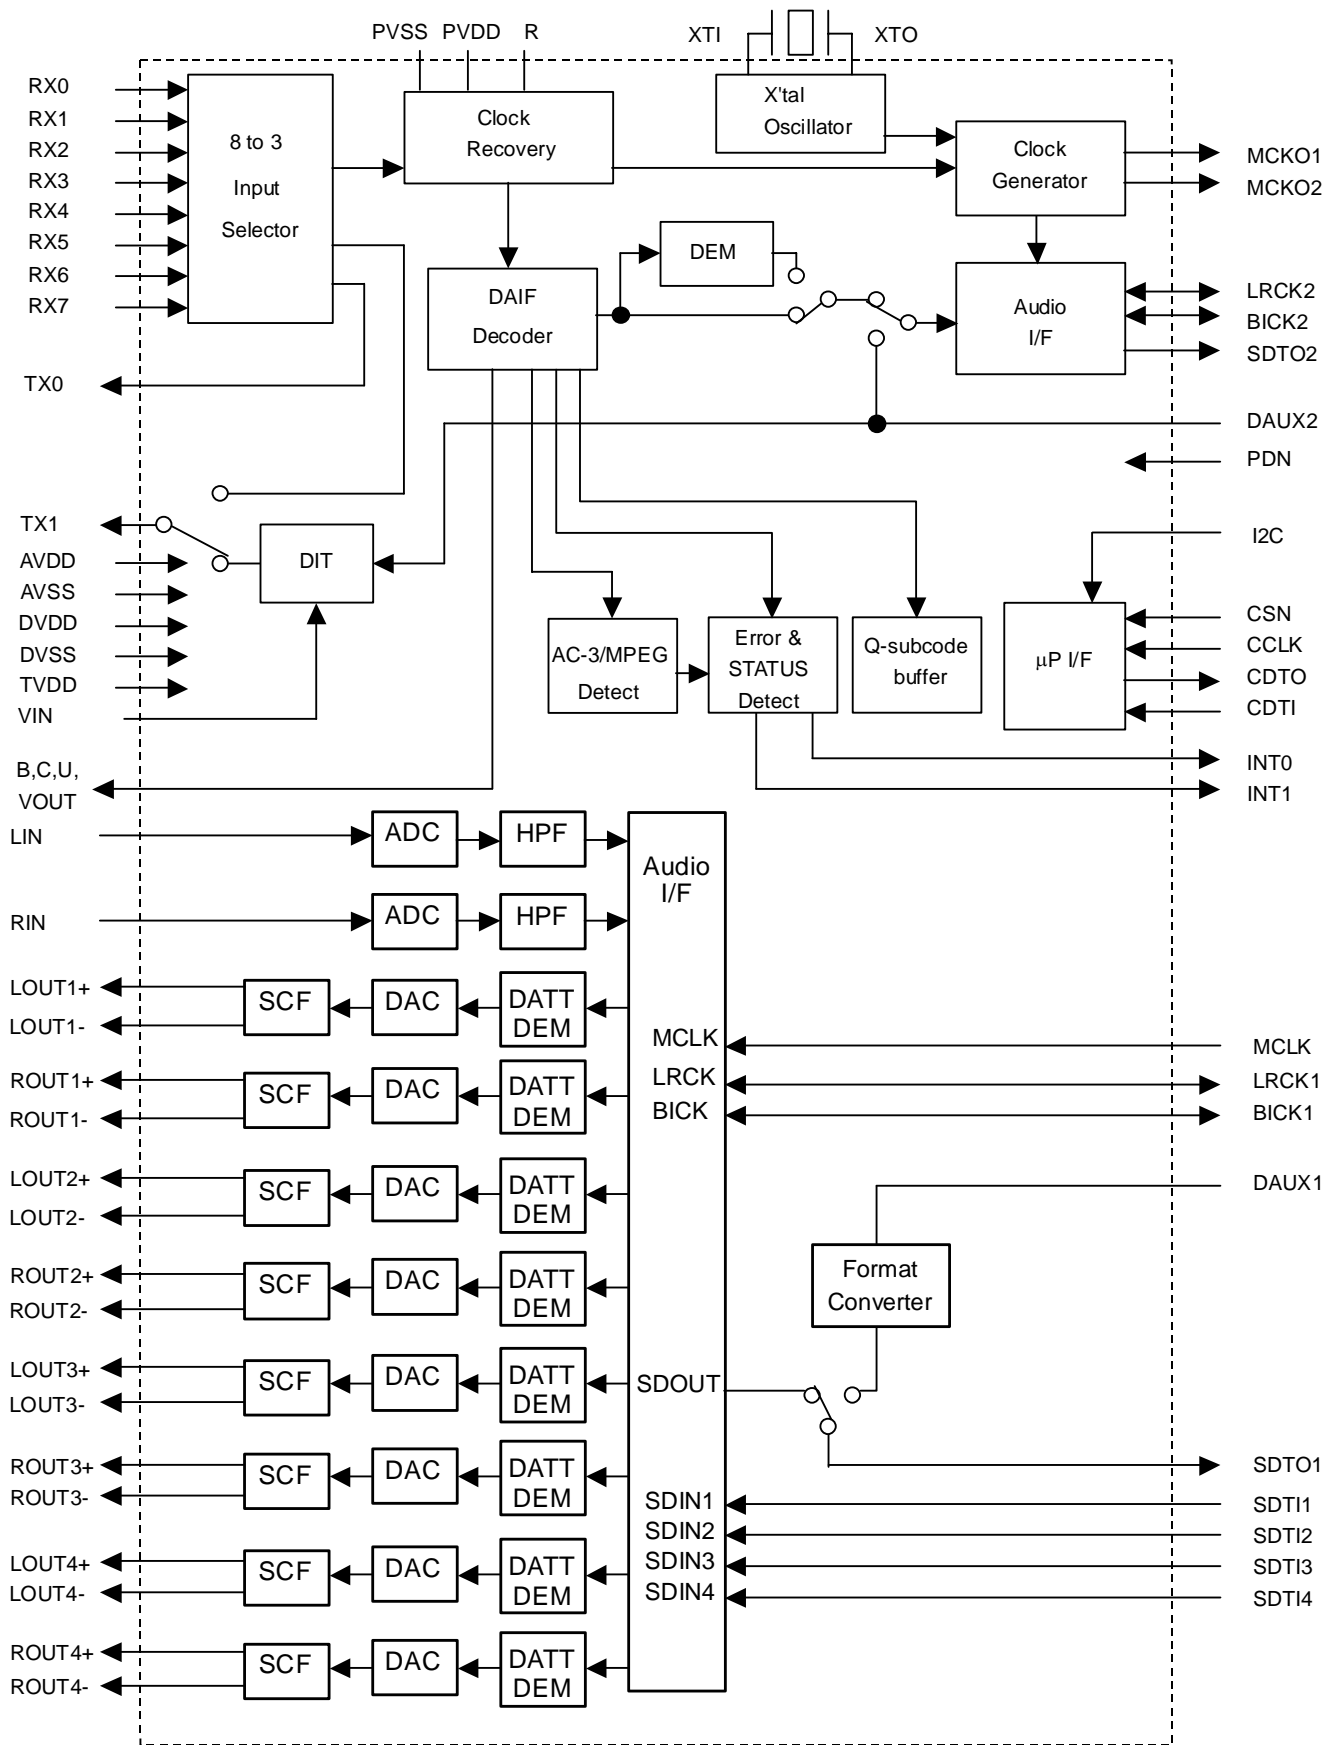 PVSS PVDD R XTI XTO
RX0
RX1
RX2
RX3
RX4
RX5
RX6
RX7
8 to 3
Input
Selector
Clock
Recovery
X'tal
Oscillator
Clock
Generator
MCKO1
MCKO2
DEM
DAIF
Decoder
Audio
I/F
LRCK2
BICK2
SDTO2
TX0
DAUX2
PDN
TX1
AVDD
AVSS
DVDD
DVSS
TVDD
VIN
DIT
I2C
AC-3/MPEG
Detect
Error &
STATUS
Detect
Q-subcode
buffer
µP I/F
CSN
CCLK
CDTO
CDTI
INT0
INT1
B,C,U,
VOUT
LIN
ADC HPF
RIN
ADC HPF
Audio
I/F
LOUT1+
LOUT1-
SCF DAC DATT
DEM
ROUT1+
ROUT1-
SCF DAC DATT
DEM
MCLK
LRCK
BICK
MCLK
LRCK1
BICK1
LOUT2+
LOUT2-
SCF DAC DATT
DEM
DAUX1
ROUT2+
ROUT2-
SCF DAC DATT
DEM
Format
Converter
LOUT3+
LOUT3-
SCF DAC DATT
DEM
SDOUT
ROUT3+
ROUT3-
SCF DAC DATT
DEM
SDTO1
SDIN1
SDIN2
SDIN3
SDIN4
SDTI1
SDTI2
SDTI3
SDTI4
LOUT4+
LOUT4-
SCF DAC DATT
DEM
ROUT4+
ROUT4-
SCF DAC DATT
DEM